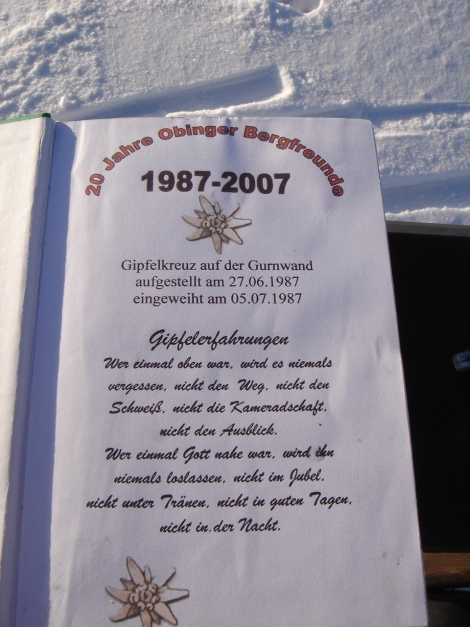 20 Jahre Obinger Bergfreunde
1987-2007
Gipfelkreuz auf der Gurnwand
aufgestellt am 27.06.1987
eingeweiht am 05.07.1987
Gipfelerfahrungen
Wer einmal oben war, wird es niemals
vergessen, nicht den Weg, nicht den
Schweiß, nicht die Kameradschaft,
nicht den Ausblick.
Wer einmal Gott nahe war, wird ihn
niemals loslassen, nicht im Jubel,
nicht unter Tränen, nicht in guten Tagen,
nicht in der Nacht.